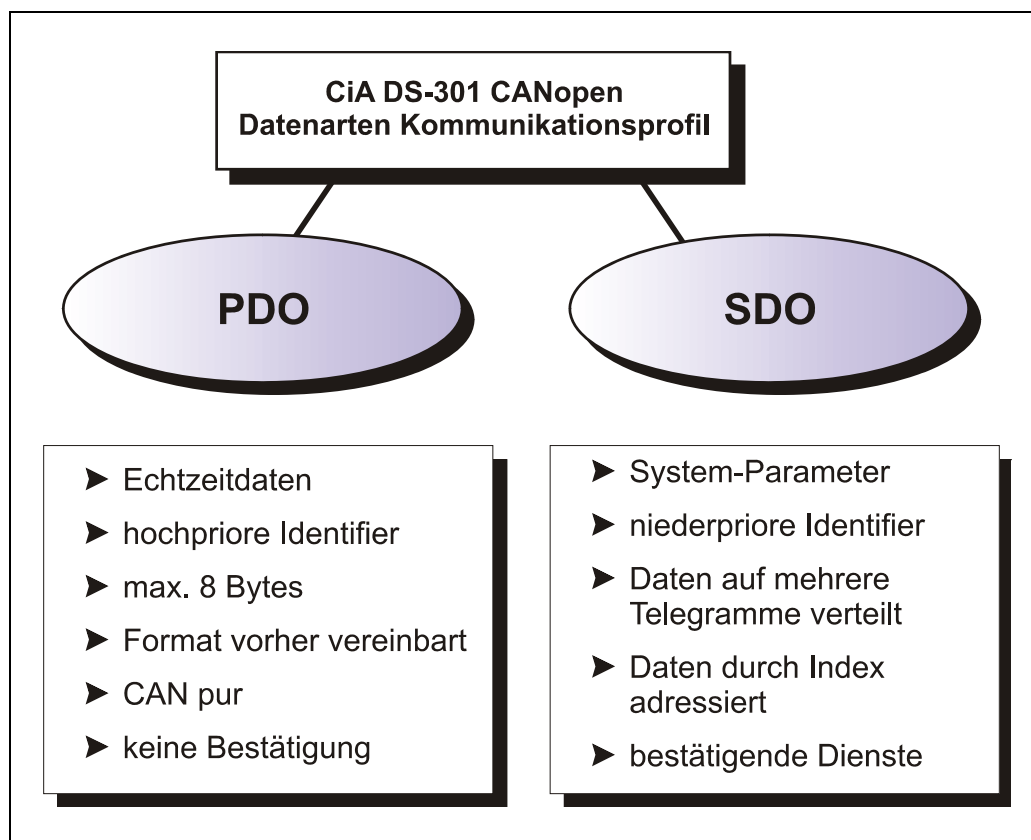 CiA DS-301 CANopen
Datenarten Kommunikationsprofil
PDO
SDO
➤ Echtzeitdaten
➤ hochpriore Identifier
➤ max. 8 Bytes
➤ Format vorher vereinbart
➤ CAN pur
➤ keine Bestätigung
➤ System-Parameter
➤ niederpriore Identifier
➤ Daten auf mehrere
Telegramme verteilt
➤ Daten durch Index
adressiert
➤ bestätigende Dienste